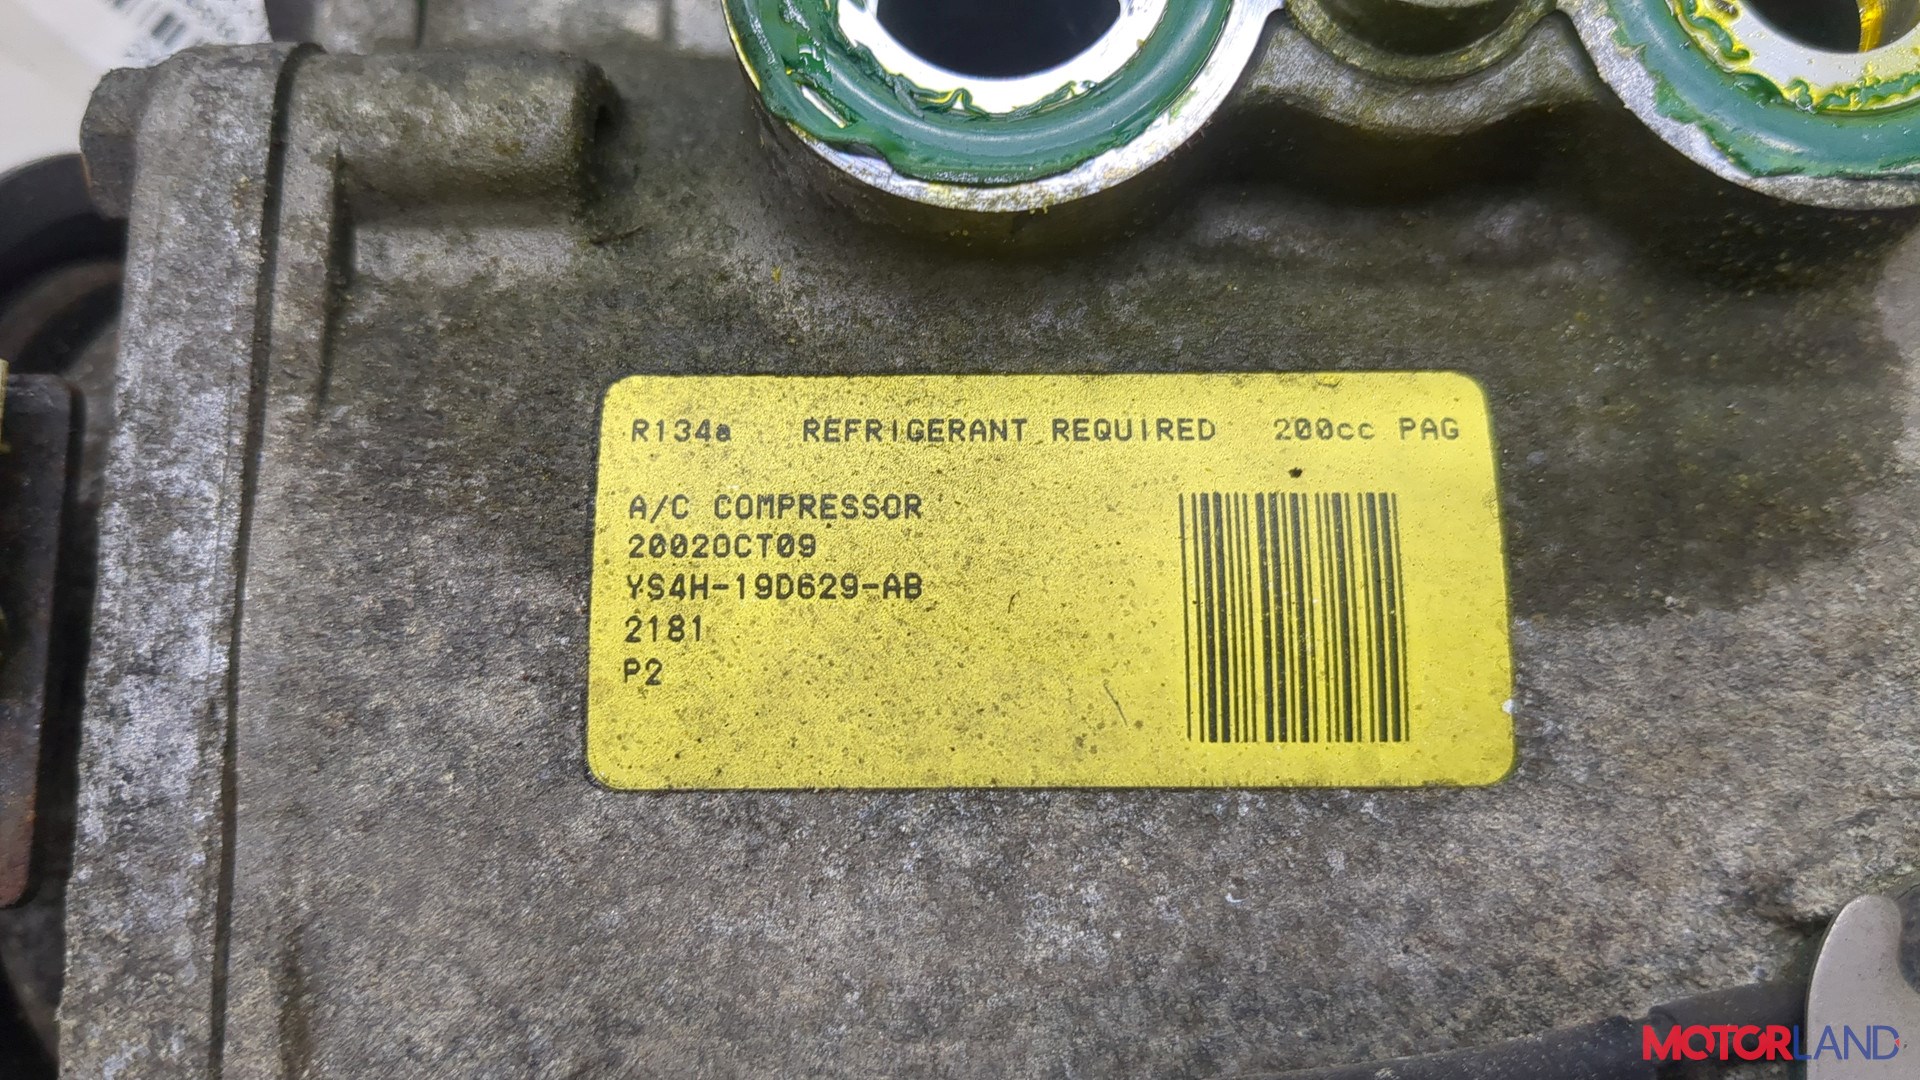 R134a REFRIGERANT REQUIRED 200cc PAG
A/C COMPRESSOR
2002OCT09
YS4H-19D629-AB
2181
P2
MOTORLAND